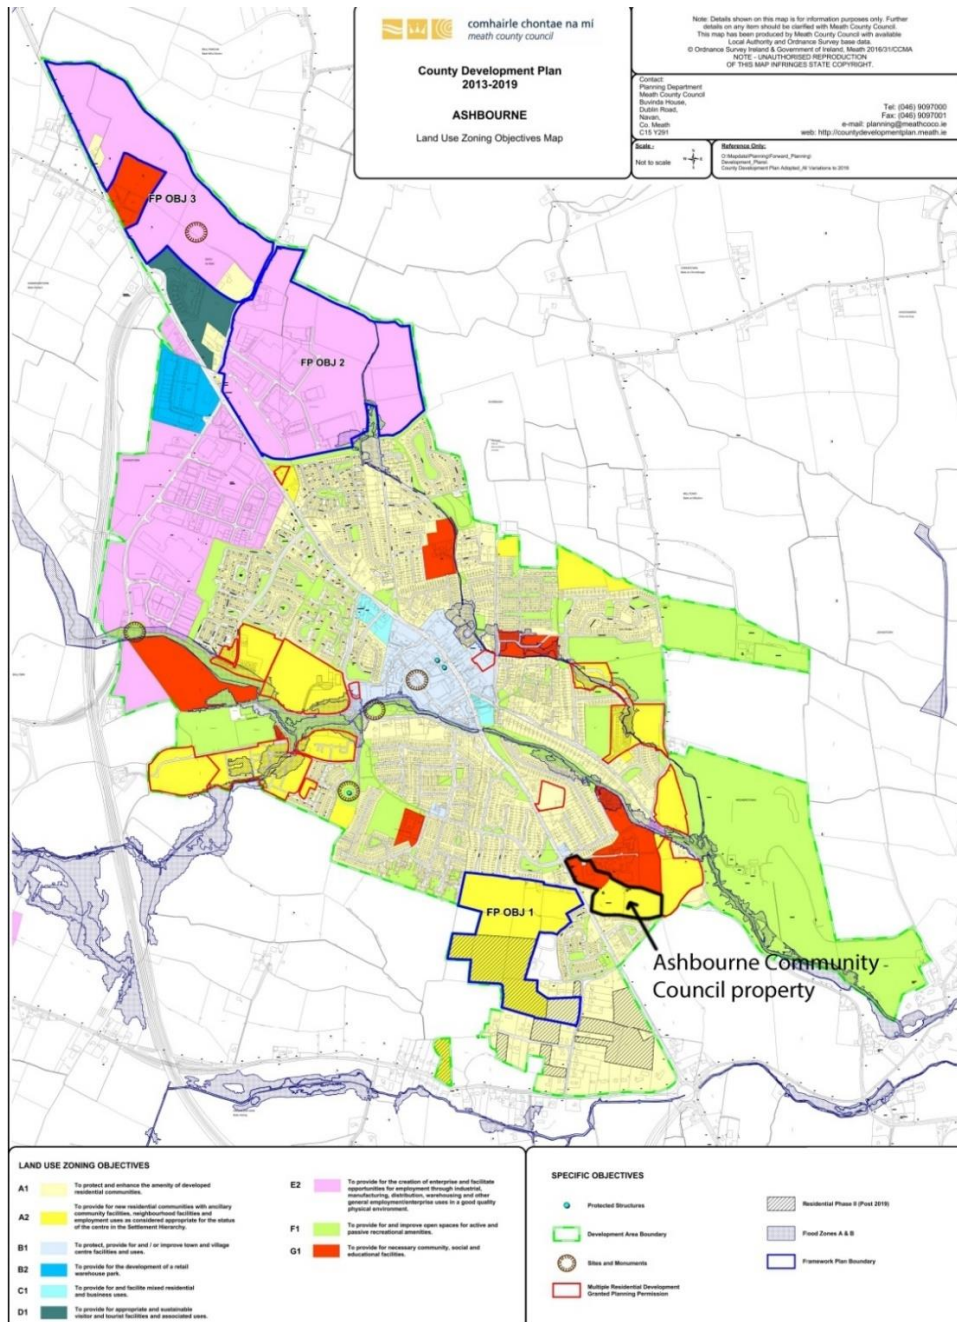 comhairle chontae na mí
meath county council
County Development Plan
2013-2019
ASHBOURNE
Land Use Zoning Objectives Map
Note: Details shown on this map is for information purposes only. Further
details on any item should be clarified with Meath County Council.
This map has been produced by Meath County Council with available
Local Authority and Ordnance Survey base data.
© Ordnance Survey Ireland & Government of Ireland, Meath 2016/31/CCMA
NOTE - UNAUTHORISED REPRODUCTION
OF THIS MAP INFRINGES STATE COPYRIGHT.
Contact:
Planning Department
Meath County Council
Buvinda House,
Dublin Road,
Navan,
Co. Meath
C15 Y291
Tel: (046) 9097000
Fax: (046) 9097001
e-mail: planning@meathcoco.ie
web: http://countydevelopmentplan.meath.ie
Scale:-
Not to scale
Reference Only:
County Development Plan Adopted_All Variations to 2016
FP OBJ 3
FP OBJ 2
FP OBJ 1
Ashbourne Community
Council property
LAND USE ZONING OBJECTIVES
A1 To protect and enhance the amenity of developed
residential communities.
A2 To provide for new residential communities with ancillary
community facilities, neighbourhood facilities and
employment uses as considered appropriate for the status
of the centre in the Settlement Hierarchy.
B1 To protect, provide for and / or improve town and village
centre facilities and uses.
B2 To provide for the development of a retail
warehouse park.
C1 To provide for and facilitate mixed residential
and business uses.
D1 To provide for appropriate and sustainable
visitor and tourist facilities and associated uses.
E2 To provide for the creation of enterprise and facilitate
opportunities for employment through industrial,
manufacturing, distribution, warehousing and other
general employment/enterprise uses in a good quality
physical environment.
F1 To provide for and improve open spaces for active and
passive recreational amenities.
G1 To provide for necessary community, social and
educational facilities.
SPECIFIC OBJECTIVES
Protected Structures
Development Area Boundary
Sites and Monuments
Multiple Residential Development
Granted Planning Permission
Residential Phase II (Post 2019)
Flood Zones A & B
Framework Plan Boundary